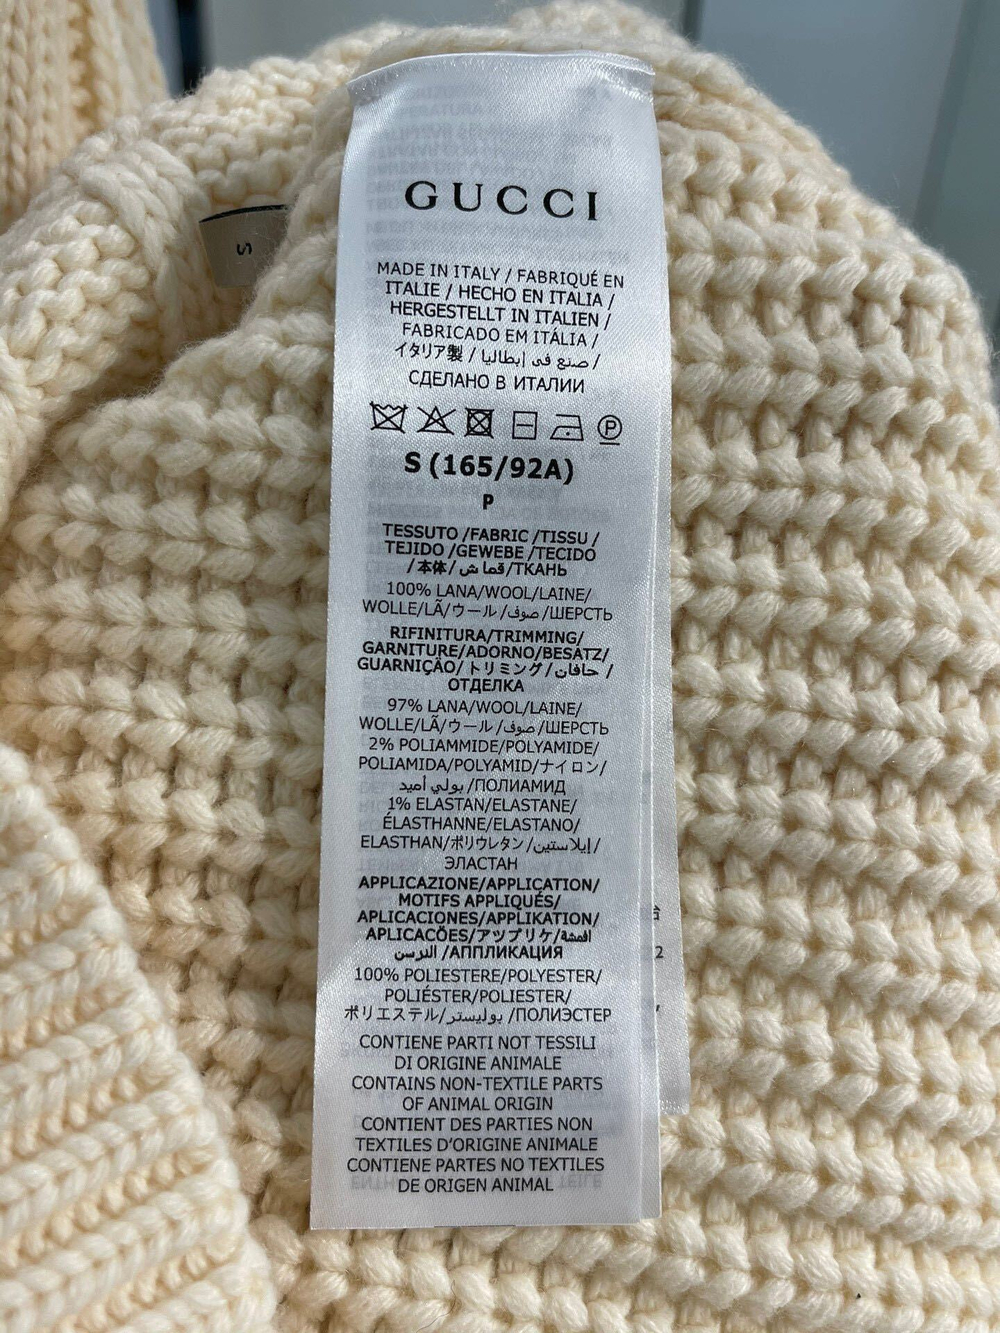 S
GUCCI
MADE IN ITALY / FABRIQUÉ EN
ITALIE / HECHO EN ITALIA /
HERGESTELLT IN ITALIEN /
FABRICADO EM ITÁLIA /
イタリア製 / صنع في إيطاليا /
СДЕЛАНО В ИТАЛИИ
P
S (165/92A)
P
TESSUTO /FABRIC /TISSU /
TEJIDO /GEWEBE /TECIDO
/本体/ قماش/ТКАНЬ
100% LANA/WOOL/LAINE/
WOLLE/LÃ/ウール/صوف/ШЕРСТЬ
RIFINITURA/TRIMMING/
GARNITURE/ADORNO/BESATZ/
GUARNIÇÃO/トリミング/حافان /
ОТДЕЛКА
97% LANA/WOOL/LAINE/
WOLLE/LÃ/ウール/صوف/ШЕРСТЬ
2% POLIAMMIDE/POLYAMIDE/
POLIAMIDA/POLYAMID/ナイロン/
بولي أميد/ПОЛИАМИД
1% ELASTAN/ELASTANE/
ÉLASTHANNE/ELASTANO/
ELASTHAN/ポリウレタン/إيلاستين/
ЭЛАСТАН
APPLICAZIONE/APPLICATION/
MOTIFS APPLIQUÉS/
APLICACIONES/APPLIKATION/
APLICACÕES/アップリケ/اقمشة
الترسن /АППЛИКАЦИЯ
100% POLIESTERE/POLYESTER/
POLIÉSTER/POLIESTER/
ポリエステル/بوليستر /ПОЛИЭСТЕР
CONTIENE PARTI NOT TESSILI
DI ORIGINE ANIMALE
CONTAINS NON-TEXTILE PARTS
OF ANIMAL ORIGIN
CONTIENT DES PARTIES NON
TEXTILES D'ORIGINE ANIMALE
CONTIENE PARTES NO TEXTILES
DE ORIGEN ANIMAL